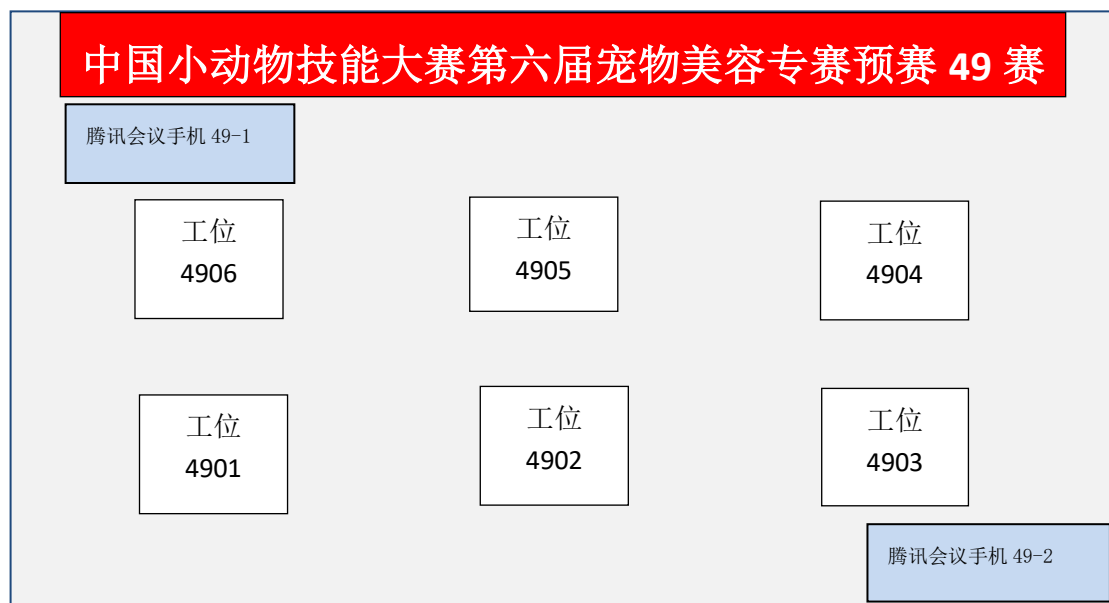 中国小动物技能大赛第六届宠物美容专赛预赛 49 赛
腾讯会议手机 49-1
工位
4906
工位
4905
工位
4904
工位
4901
工位
4902
工位
4903
腾讯会议手机 49-2